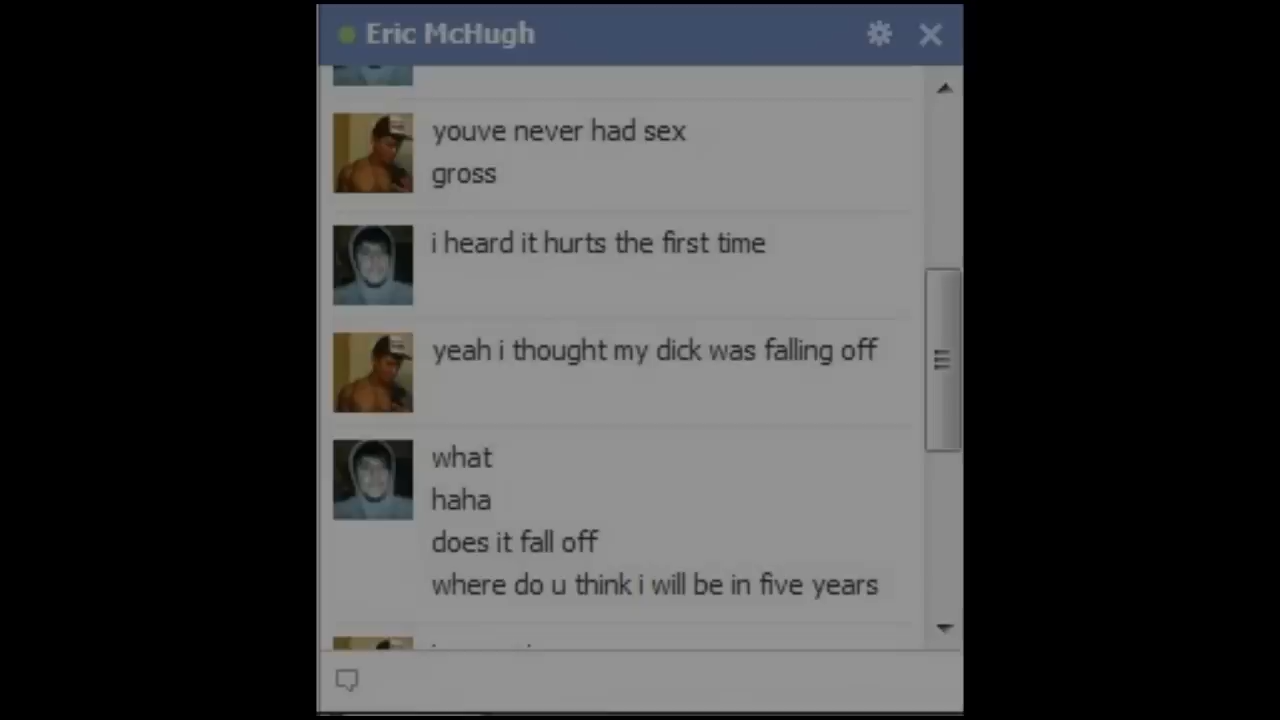 Eric McHugh
youve never had sex
gross
i heard it hurts the first time
yeah i thought my dick was falling off
what
haha
does it fall off
where do u think i will be in five years